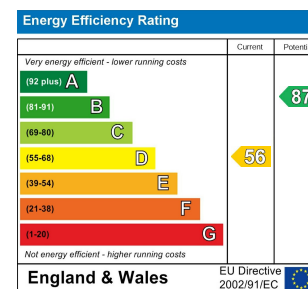 Energy Efficiency Rating
Current Potenti
Very energy efficient - lower running costs
(92 plus) A
(81-91) B
87
(69-80) C
(55-68) D
56
(39-54) E
(21-38) F
(1-20) G
Not energy efficient - higher running costs
England & Wales
EU Directive
2002/91/EC